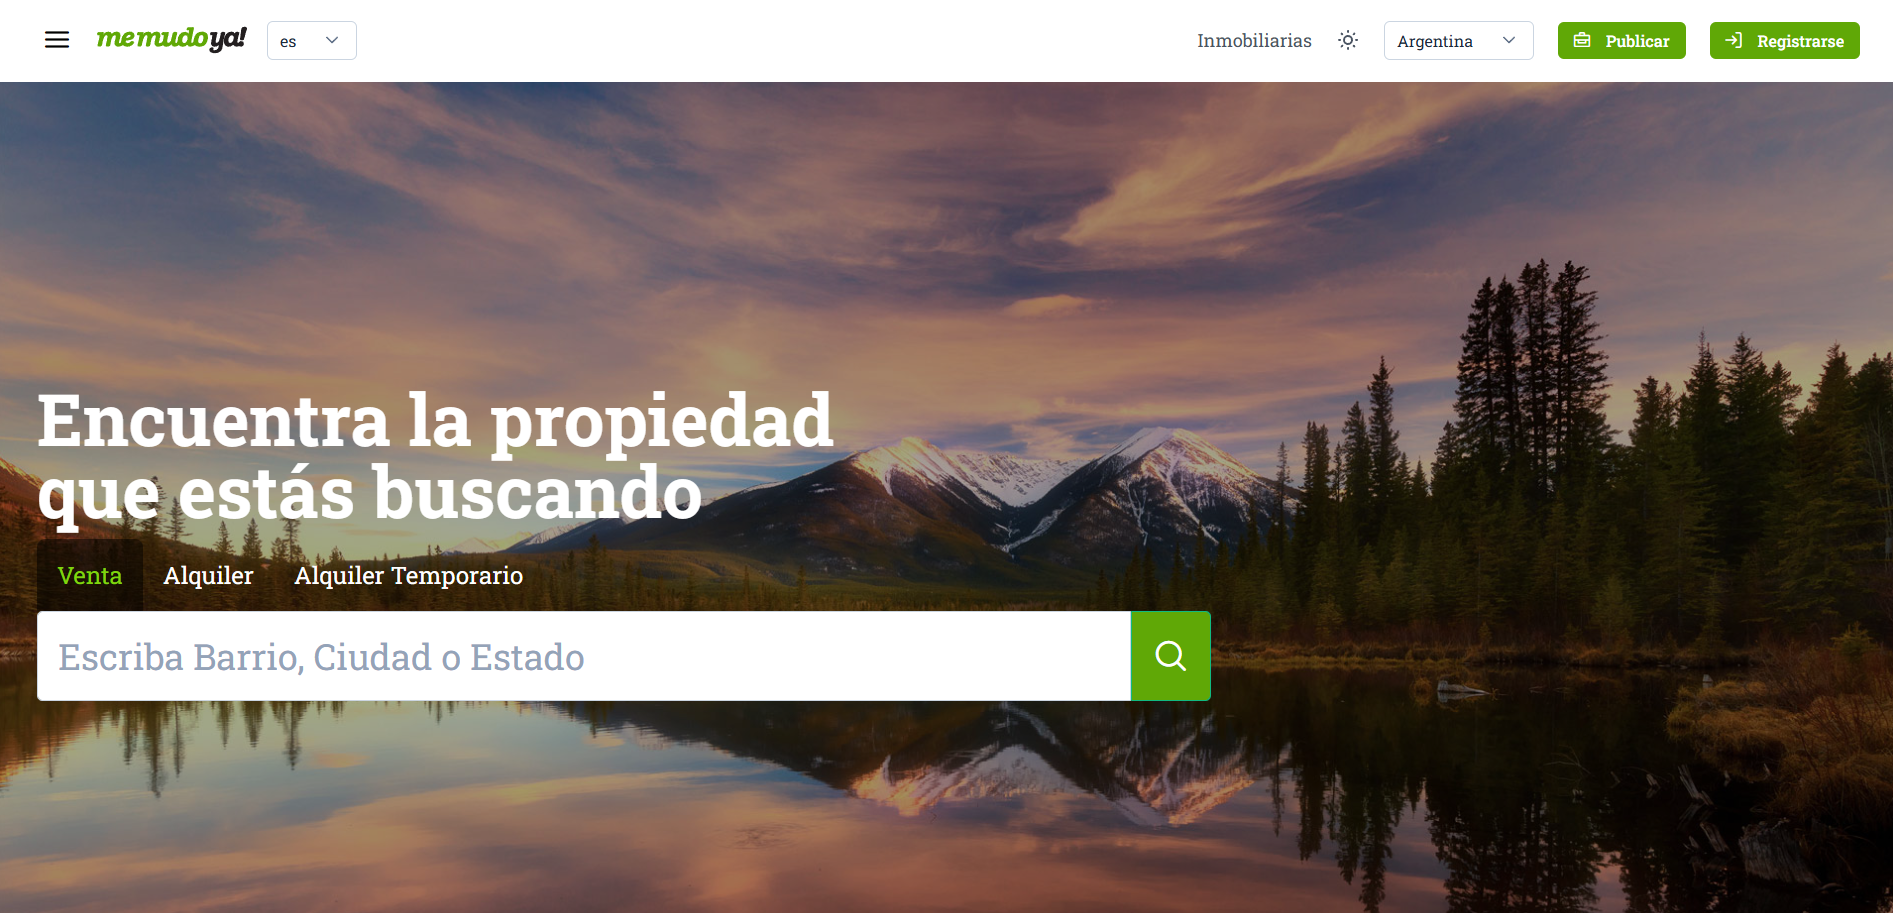 memudoya!
es
Inmobiliarias
Argentina
Publicar
Registrarse
Encuentra la propiedad
que estás buscando
Venta
Alquiler
Alquiler Temporario
Escriba Barrio, Ciudad o Estado